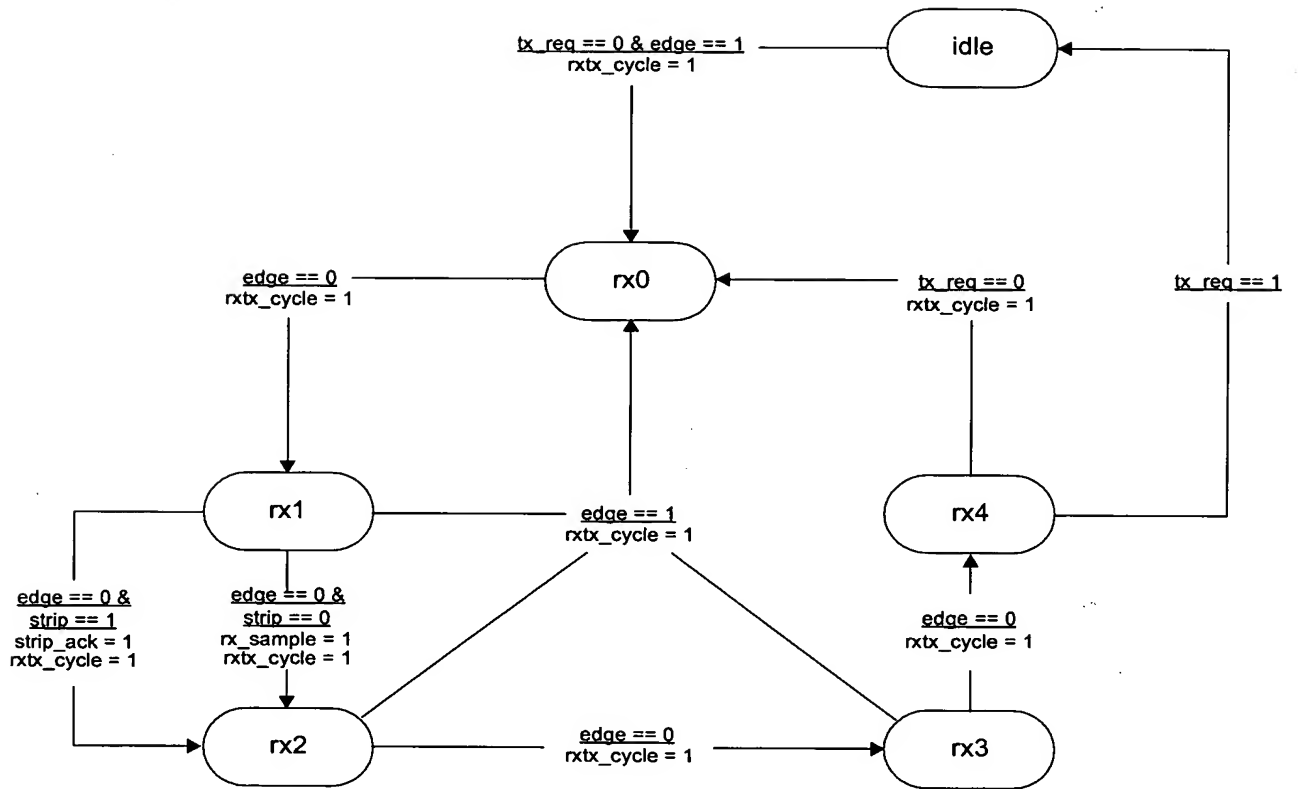 idle
tx_req == 0 & edge == 1
rxtx_cycle = 1
rx0
edge == 0
rxtx_cycle = 1
tx_req == 0
rxtx_cycle = 1
tx_req == 1
rx1
edge == 1
rxtx_cycle = 1
rx4
edge == 0 &
strip == 1
strip_ack = 1
rxtx_cycle = 1
edge == 0 &
strip == 0
rx_sample = 1
rxtx_cycle = 1
edge == 0
rxtx_cycle = 1
rx2
edge == 0
rxtx_cycle = 1
rx3